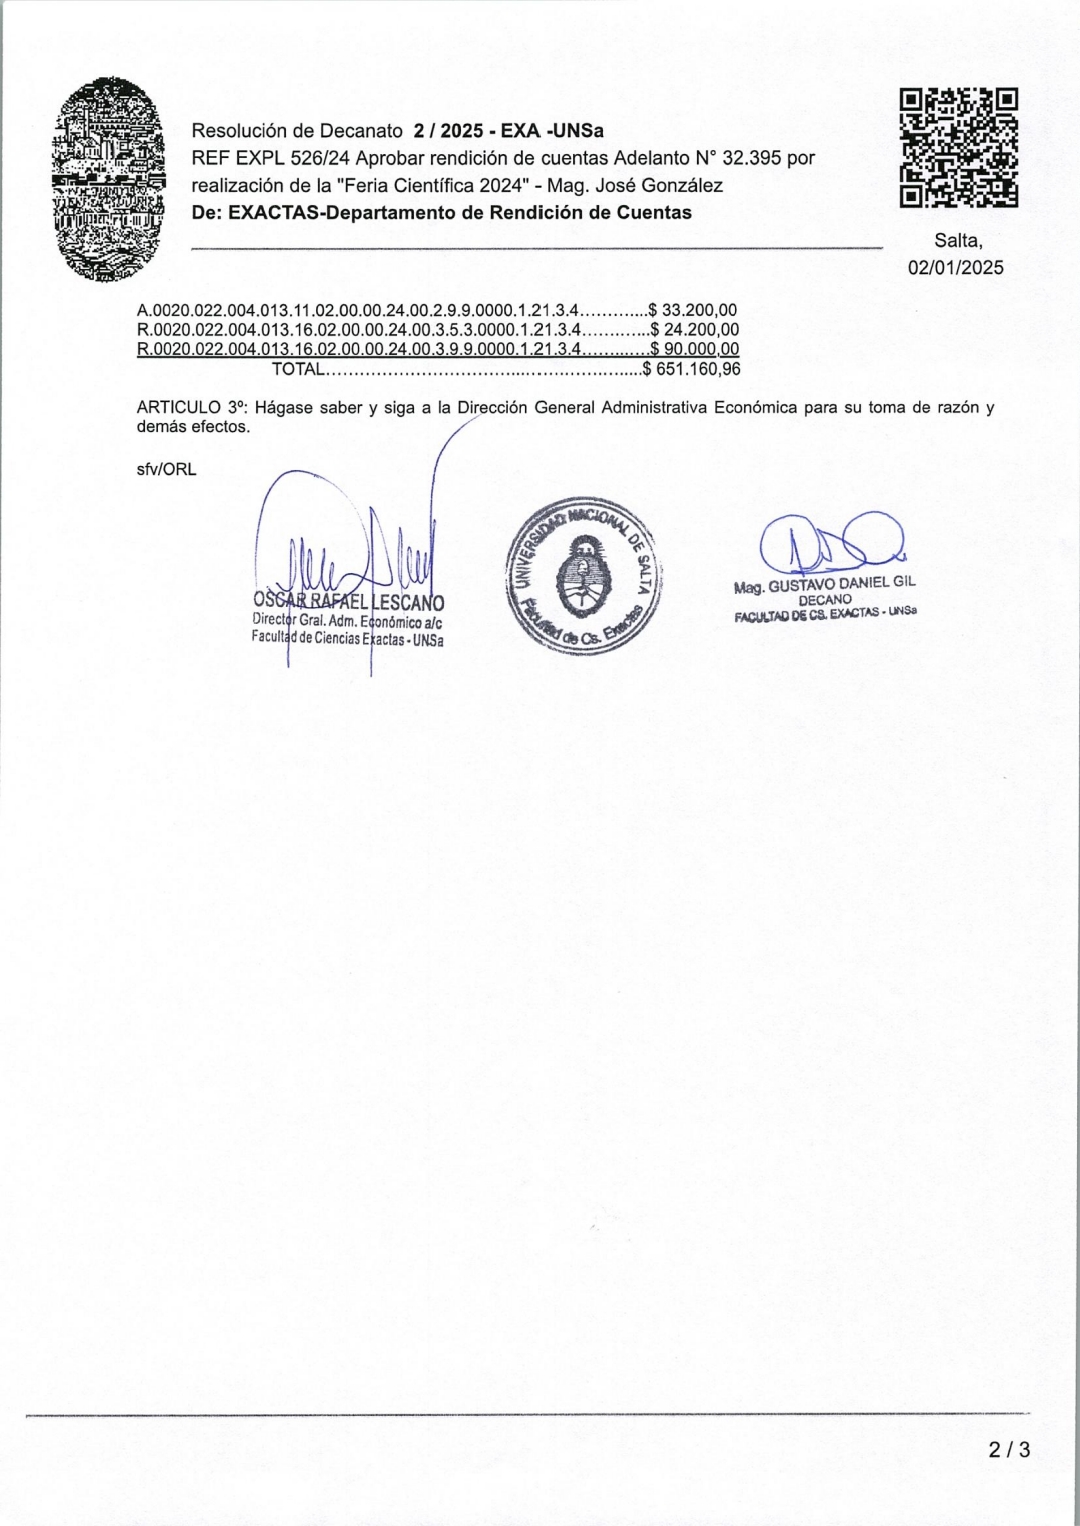 Resolución de Decanato 2 / 2025 - EXA -UNSa
REF EXPL 526/24 Aprobar rendición de cuentas Adelanto N° 32.395 por
realización de la "Feria Científica 2024" - Mag. José González
De: EXACTAS-Departamento de Rendición de Cuentas
Salta,
02/01/2025
A.0020.022.004.013.11.02.00.00.24.00.2.9.9.0000.1.21.3.4............$ 33.200,00
R.0020.022.004.013.16.02.00.00.24.00.3.5.3.0000.1.21.3.4............$ 24.200,00
R.0020.022.004.013.16.02.00.00.24.00.3.9.9.0000.1.21.3.4............$ 90.000,00
TOTAL..........................................................$ 651.160,96
ARTICULO 3º: Hágase saber y siga a la Dirección General Administrativa Económica para su toma de razón y
demás efectos.
sfv/ORL
OSCAR RAFAEL LESCANO
Director Gral. Adm. Económico a/c
Facultad de Ciencias Exactas - UNSa
UNIVERSIDAD NACIONAL DE SALTA
Facultad de Cs. Exactas
Mag. GUSTAVO DANIEL GIL
DECANO
FACULTAD DE CS. EXACTAS - UNSa
2 / 3